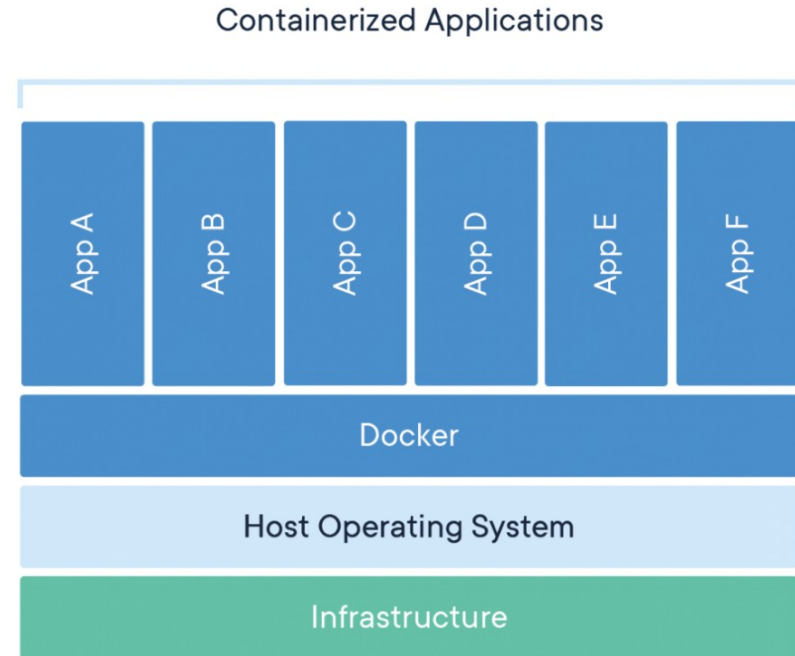 Containerized Applications
App A
App B
App C
App D
App E
App F
Docker
Host Operating System
Infrastructure